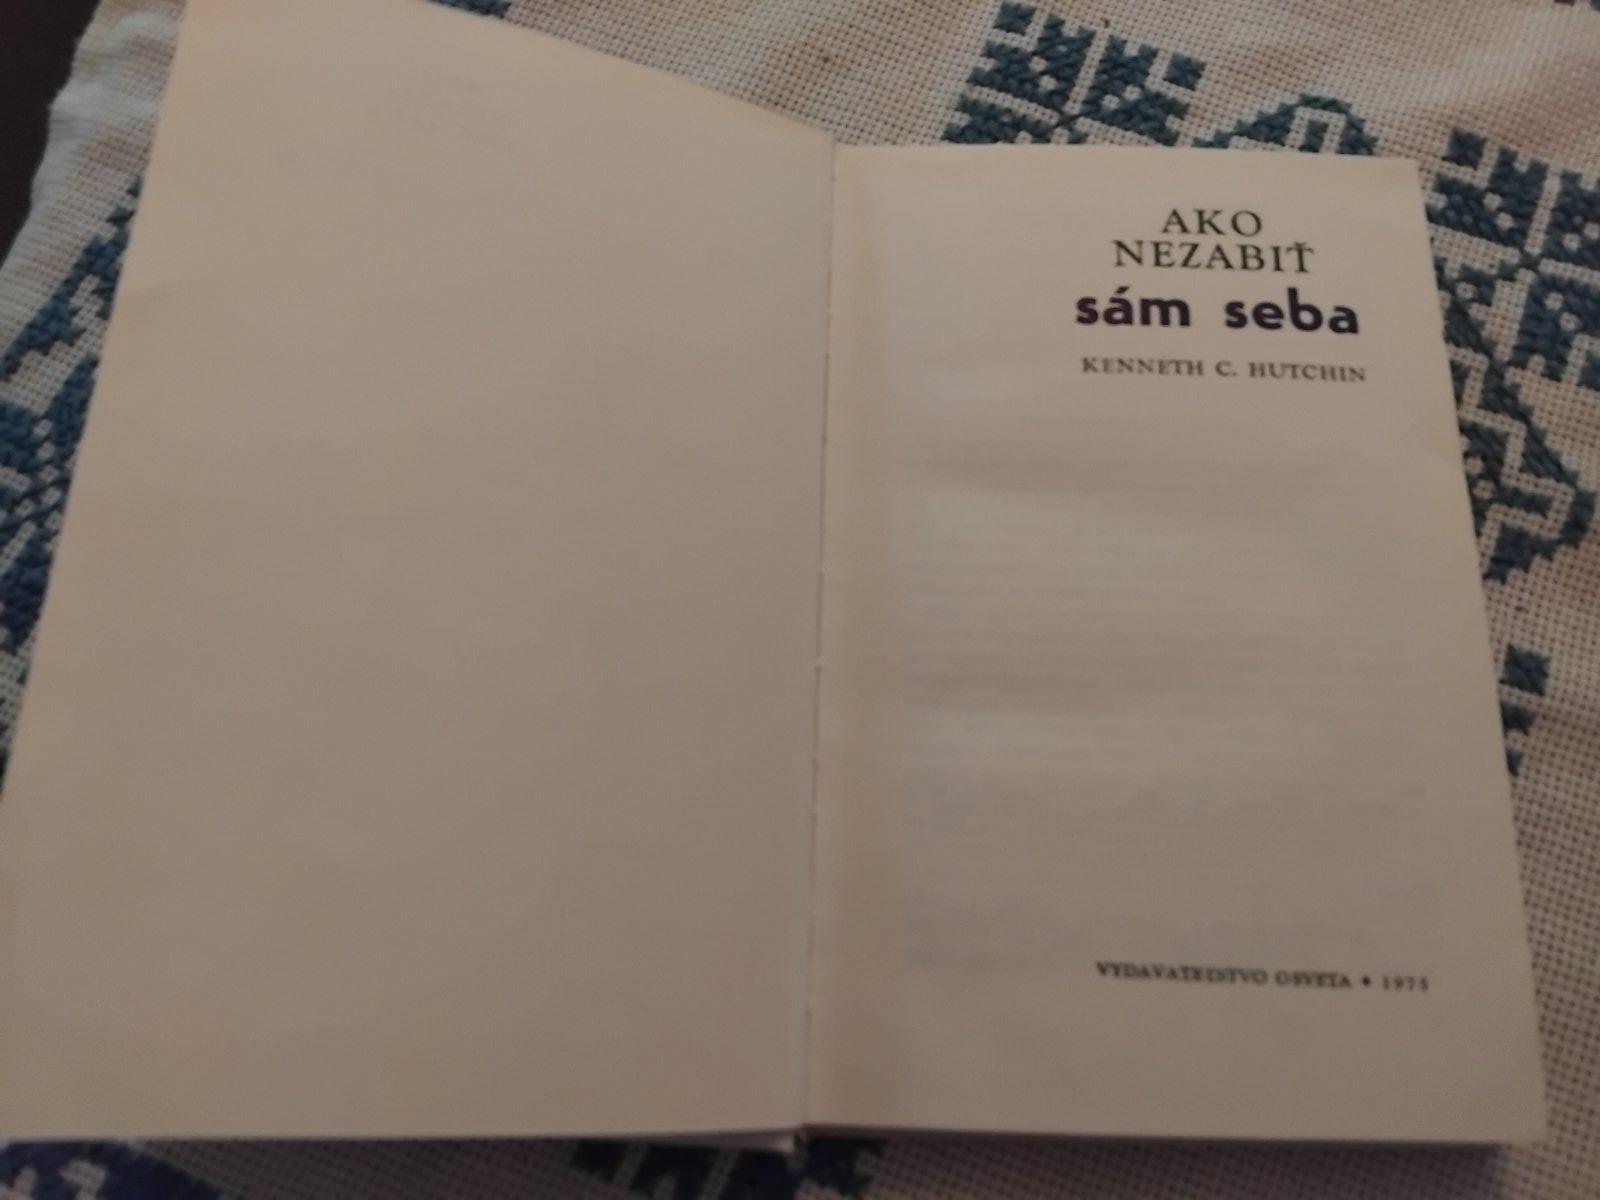 AKO
NEZABIŤ
sám seba
KENNETH C. HUTCHIN
VYDAVATEĽSTVO OSVETA • 1975